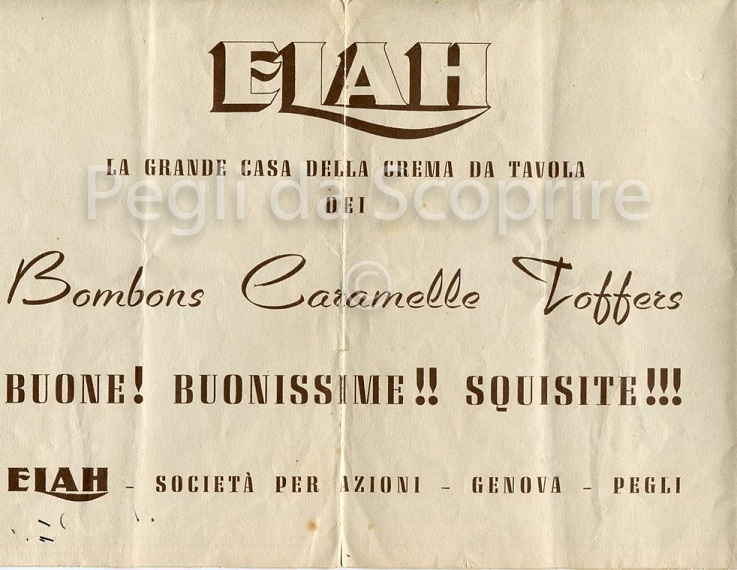 ELAH
LA GRANDE CASA DELLA CREMA DA TAVOLA
Pegli da Scoprire
DEI
©
Bombons Caramelle Toffers
BUONE! BUONISSIME!! SQUISITE!!!
ELAH - SOCIETÀ PER AZIONI - GENOVA - PEGLI